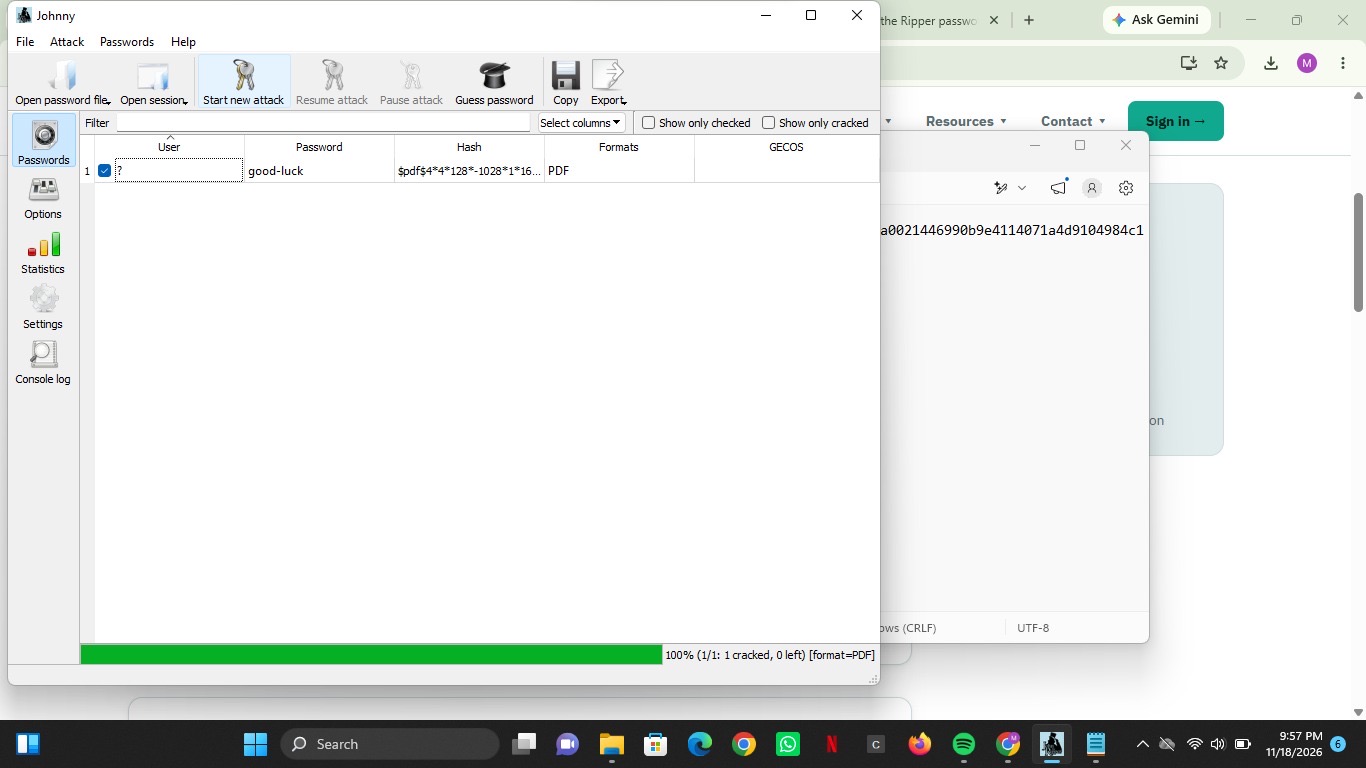 Johnny
the Ripper passwo
Ask Gemini
File Attack Passwords Help
M
Open password file Open session Start new attack Resume attack Pause attack Guess password Copy Export
Resources Contact Sign in →
Filter Select columns Show only checked Show only cracked
User Password Hash Formats GECOS
1 ? good-luck $pdf$4*4*128*-1028*1*16... PDF
Passwords
Options
Statistics
Settings
Console log
a0021446990b9e4114071a4d9104984c1
on
ows (CRLF) UTF-8
100% (1/1: 1 cracked, 0 left) [format=PDF]
Search
9:57 PM
11/18/2026
6